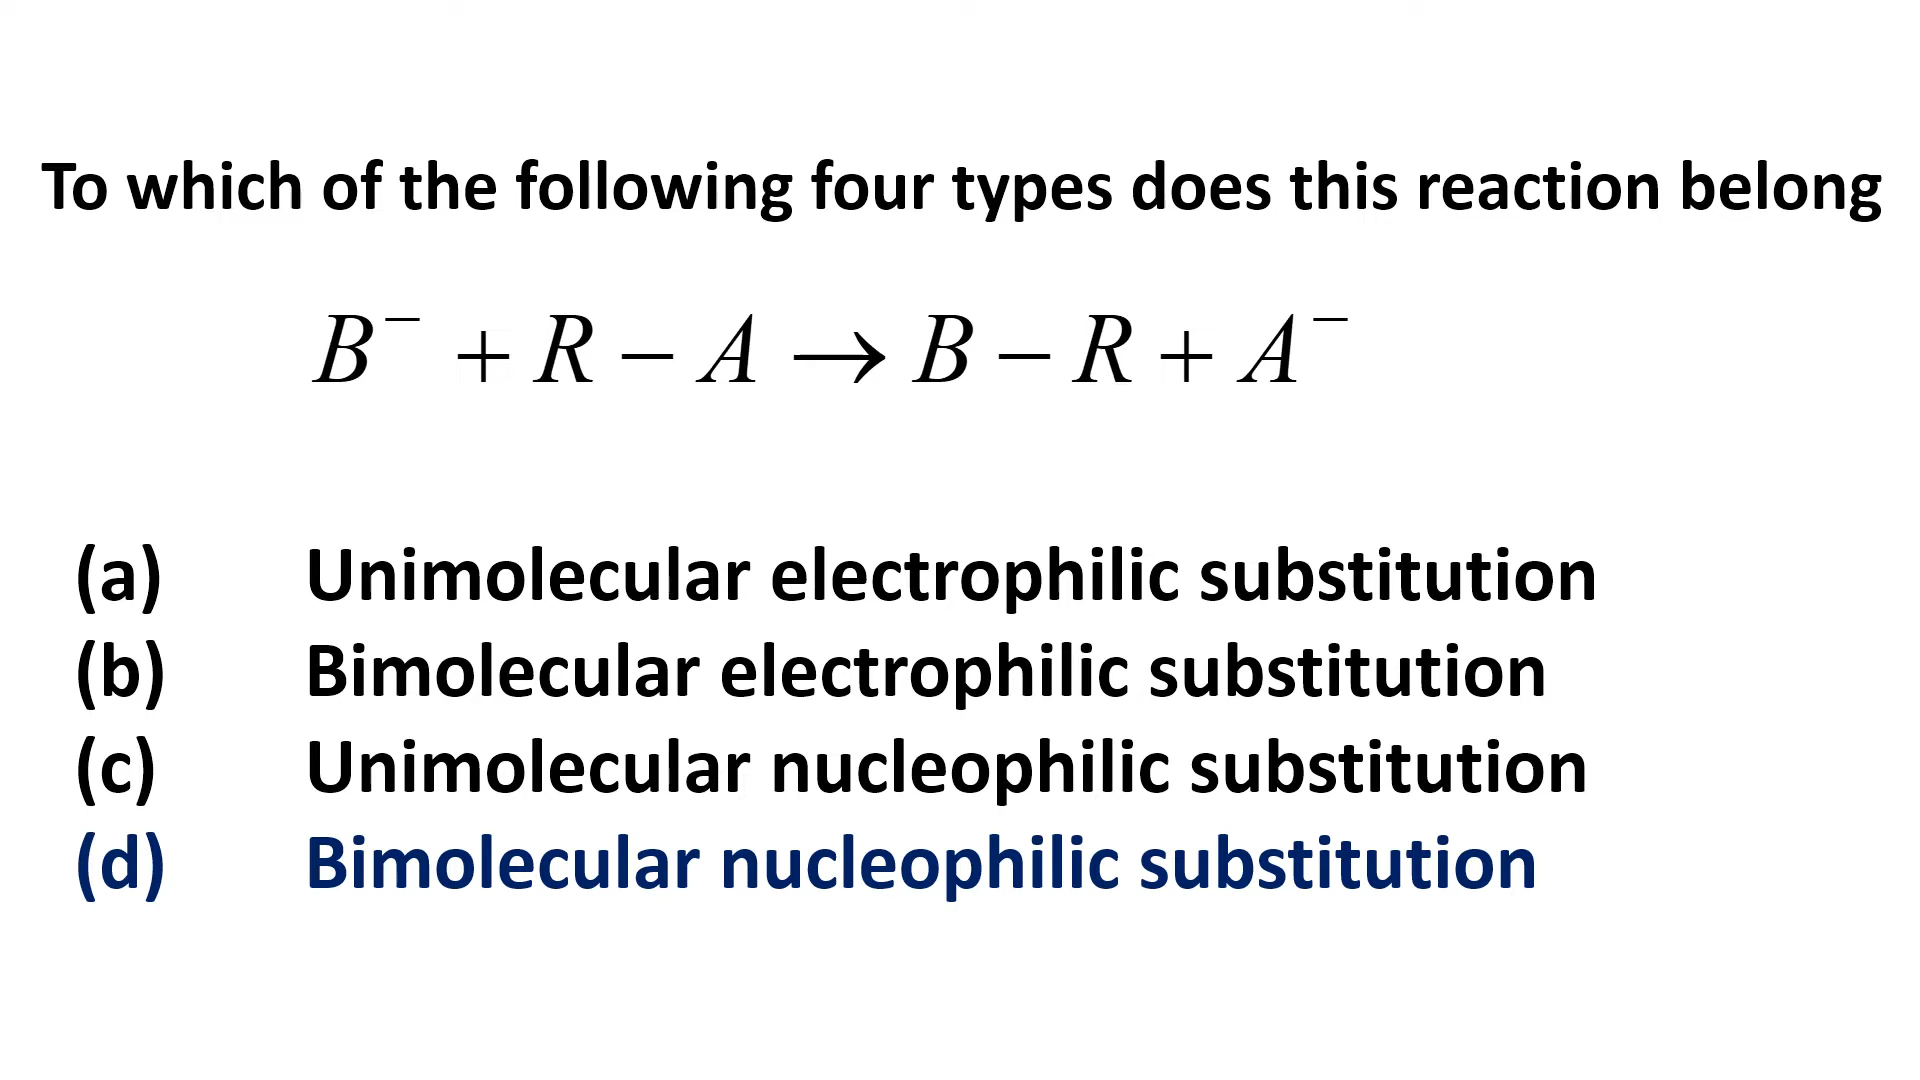 To which of the following four types does this reaction belong
B⁻ + R − A → B − R + A⁻
(a) Unimolecular electrophilic substitution
(b) Bimolecular electrophilic substitution
(c) Unimolecular nucleophilic substitution
(d) Bimolecular nucleophilic substitution